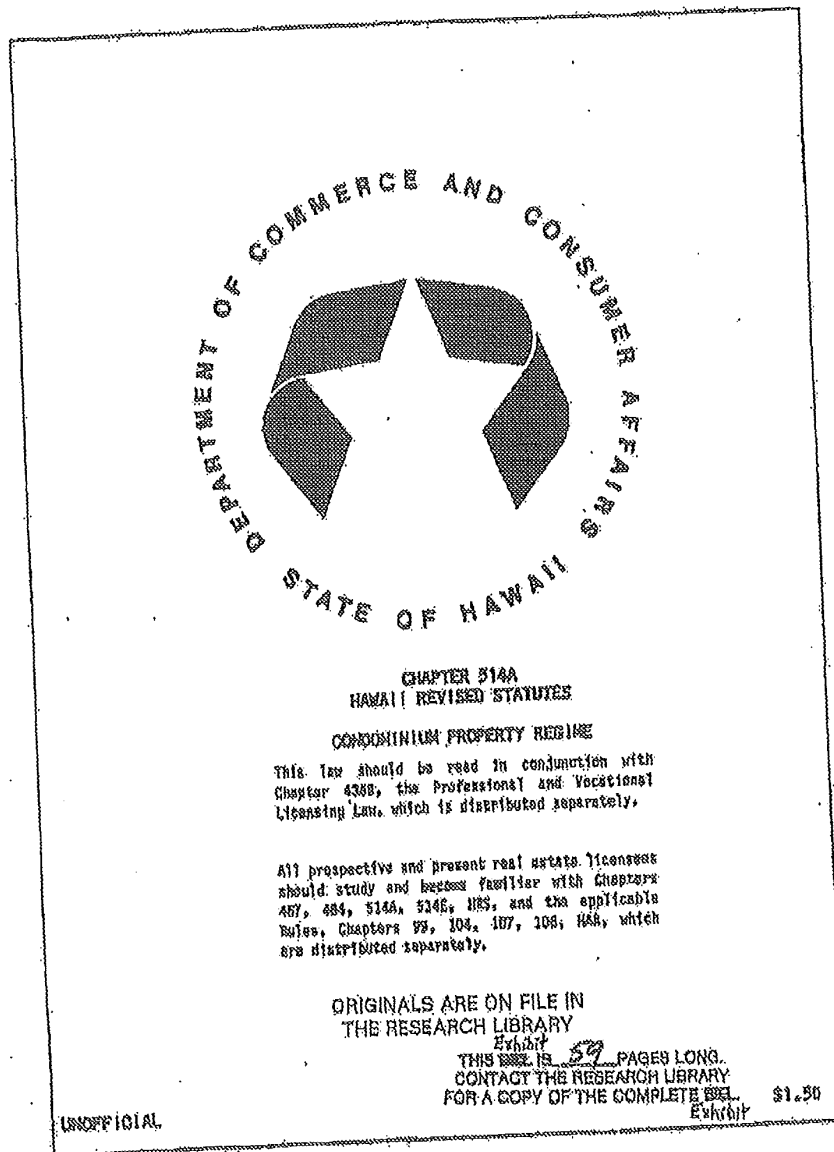 DEPARTMENT OF COMMERCE AND CONSUMER AFFAIRS
STATE OF HAWAII
CHAPTER 514A
HAWAII REVISED STATUTES
CONDOMINIUM PROPERTY REGIME
This law should be read in conjunction with
Chapter 436B, the Professional and Vocational
Licensing Law, which is distributed separately.
All prospective and present real estate licensees
should study and become familiar with Chapters
467, 484, 514A, 514E, HRS, and the applicable
Rules, Chapters 99, 104, 107, 106, HAR, which
are distributed separately.
ORIGINALS ARE ON FILE IN
THE RESEARCH LIBRARY
Exhibit
THIS IS 59 PAGES LONG.
CONTACT THE RESEARCH LIBRARY
FOR A COPY OF THE COMPLETE $1.50
Exhibit
UNOFFICIAL